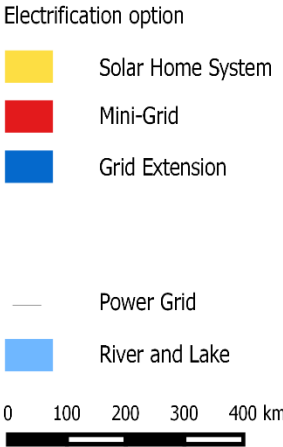 Electrification option
Solar Home System
Mini-Grid
Grid Extension
Power Grid
River and Lake
0 100 200 300 400 km